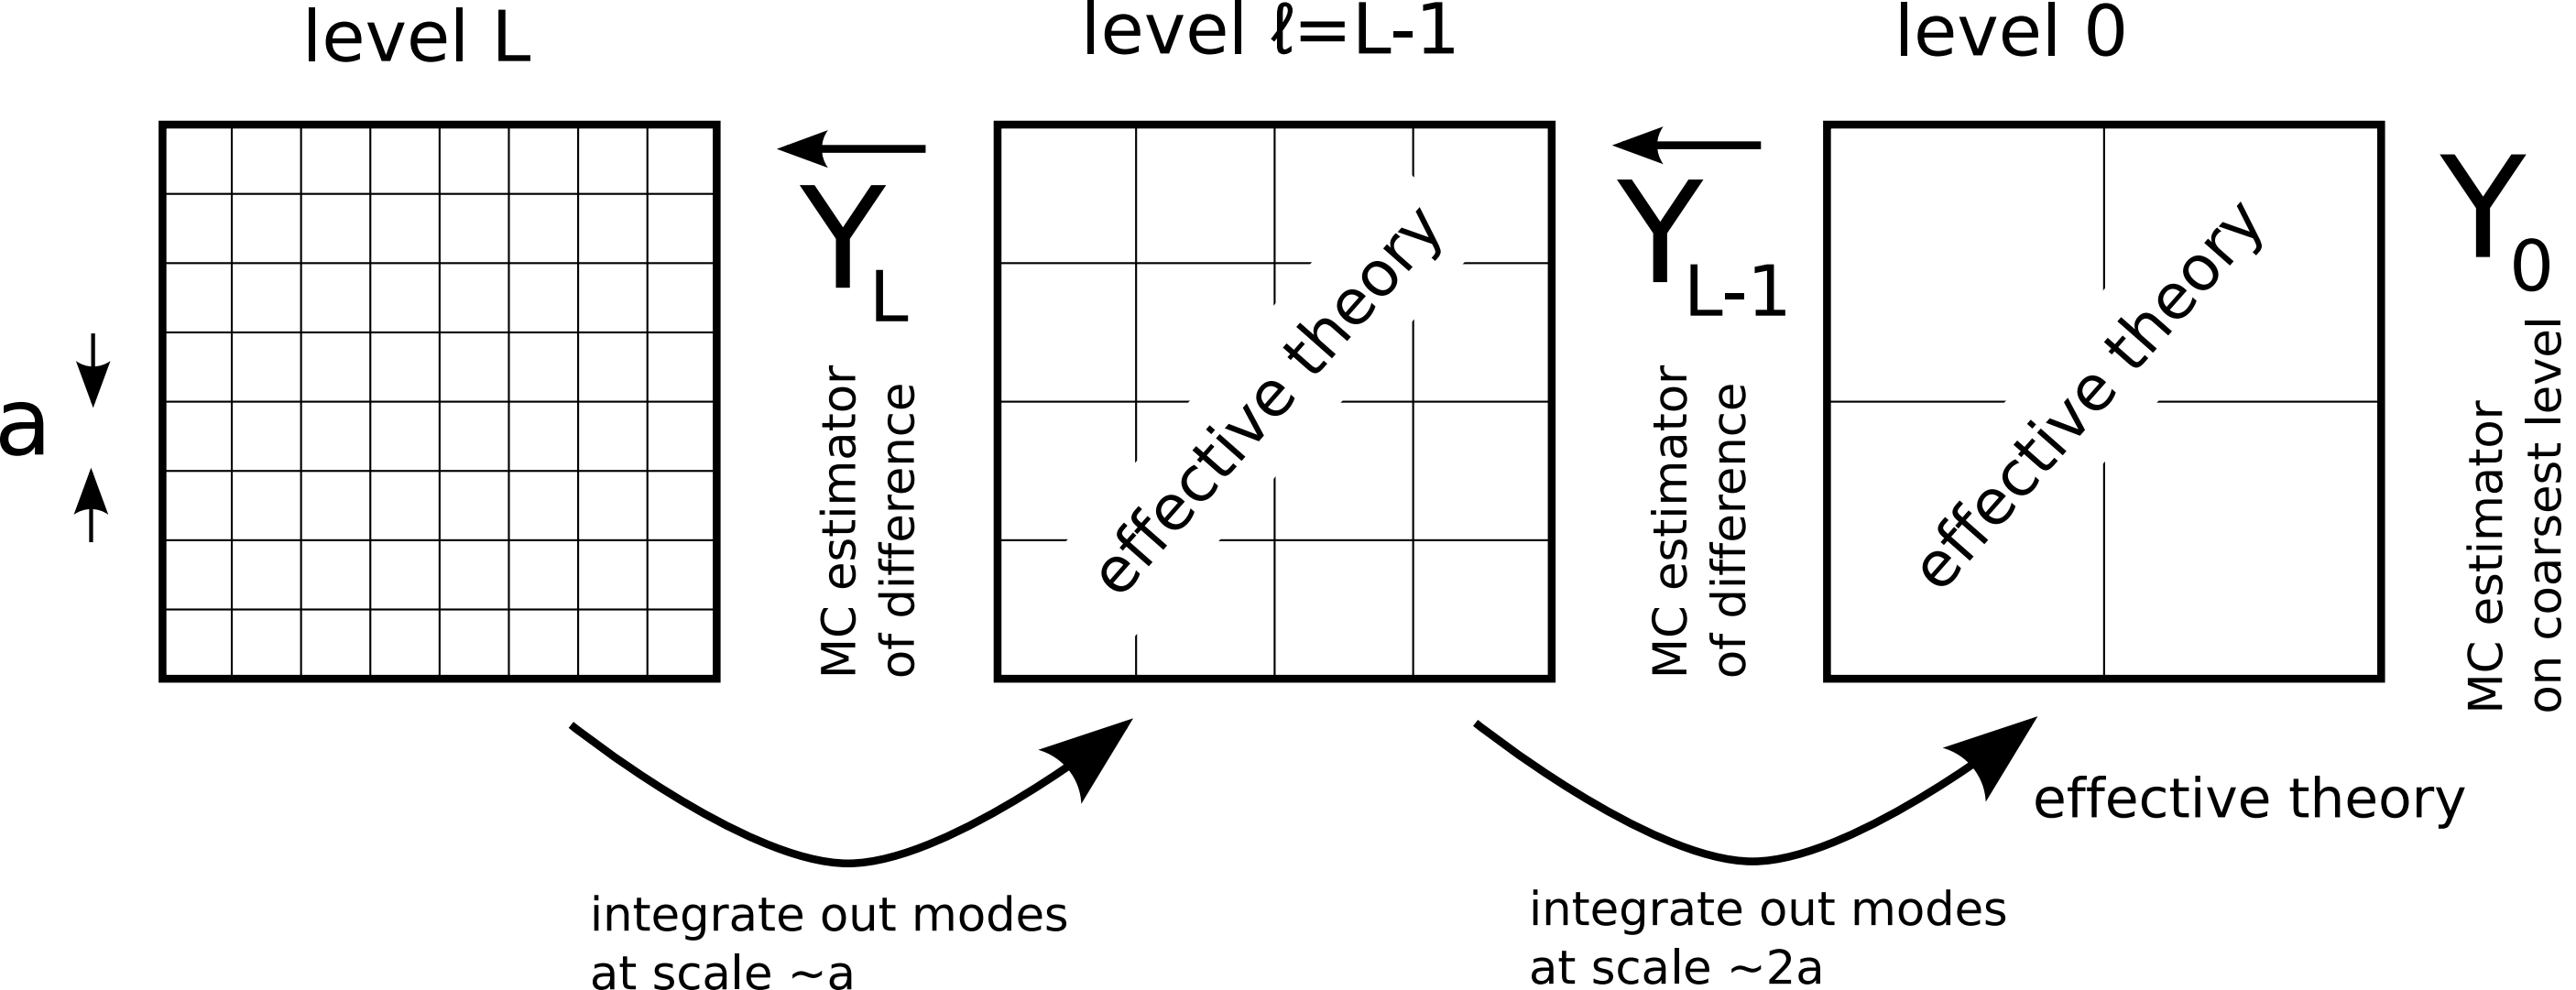 level L
level ℓ=L-1
level 0
a
Y_L
MC estimator
of difference
effective theory
Y_L-1
MC estimator
of difference
effective theory
Y_0
MC estimator
on coarsest level
effective theory
integrate out modes
at scale ~a
integrate out modes
at scale ~2a